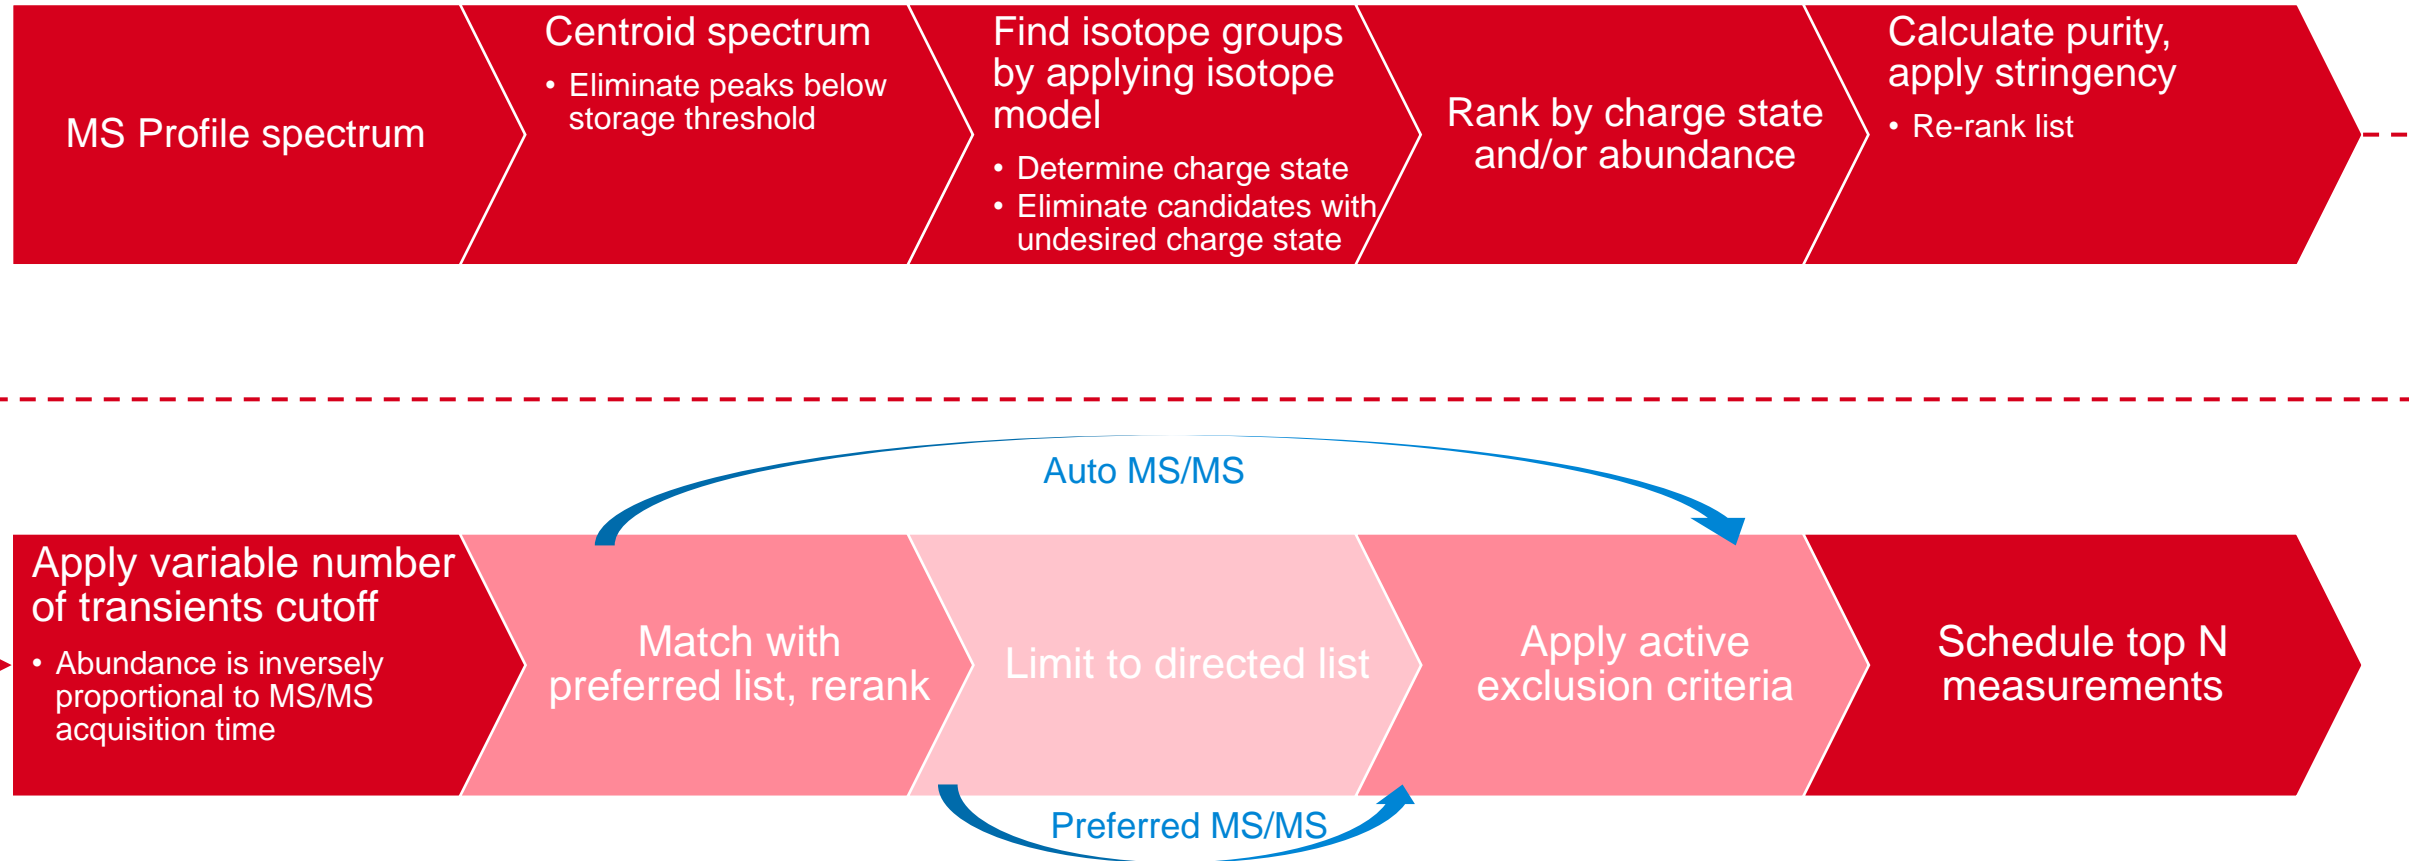 MS Profile spectrum
Centroid spectrum
• Eliminate peaks below
storage threshold
Find isotope groups
by applying isotope
model
• Determine charge state
• Eliminate candidates with
undesired charge state
Rank by charge state
and/or abundance
Calculate purity,
apply stringency
• Re-rank list
Auto MS/MS
Apply variable number
of transients cutoff
• Abundance is inversely
proportional to MS/MS
acquisition time
Match with
preferred list, rerank
Limit to directed list
Apply active
exclusion criteria
Schedule top N
measurements
Preferred MS/MS